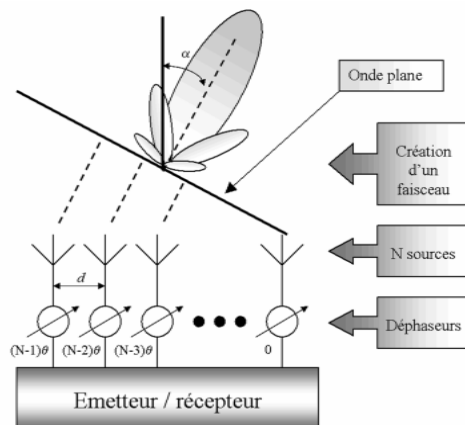 α
Onde plane
Création
d'un
faisceau
N sources
d
Déphaseurs
(N-1)θ (N-2)θ (N-3)θ 0
Emetteur / récepteur